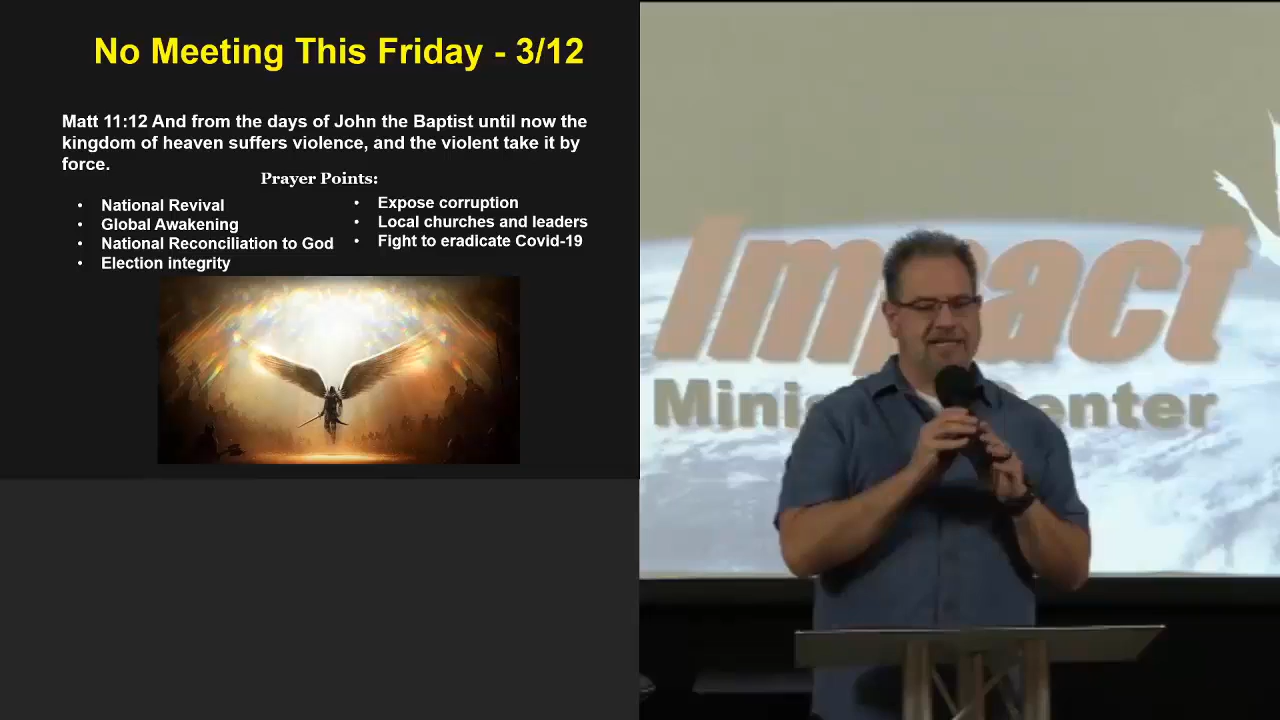 No Meeting This Friday - 3/12
Matt 11:12 And from the days of John the Baptist until now the
kingdom of heaven suffers violence, and the violent take it by
force.
Prayer Points:
• National Revival
• Global Awakening
• National Reconciliation to God
• Election integrity
• Expose corruption
• Local churches and leaders
• Fight to eradicate Covid-19
Impact